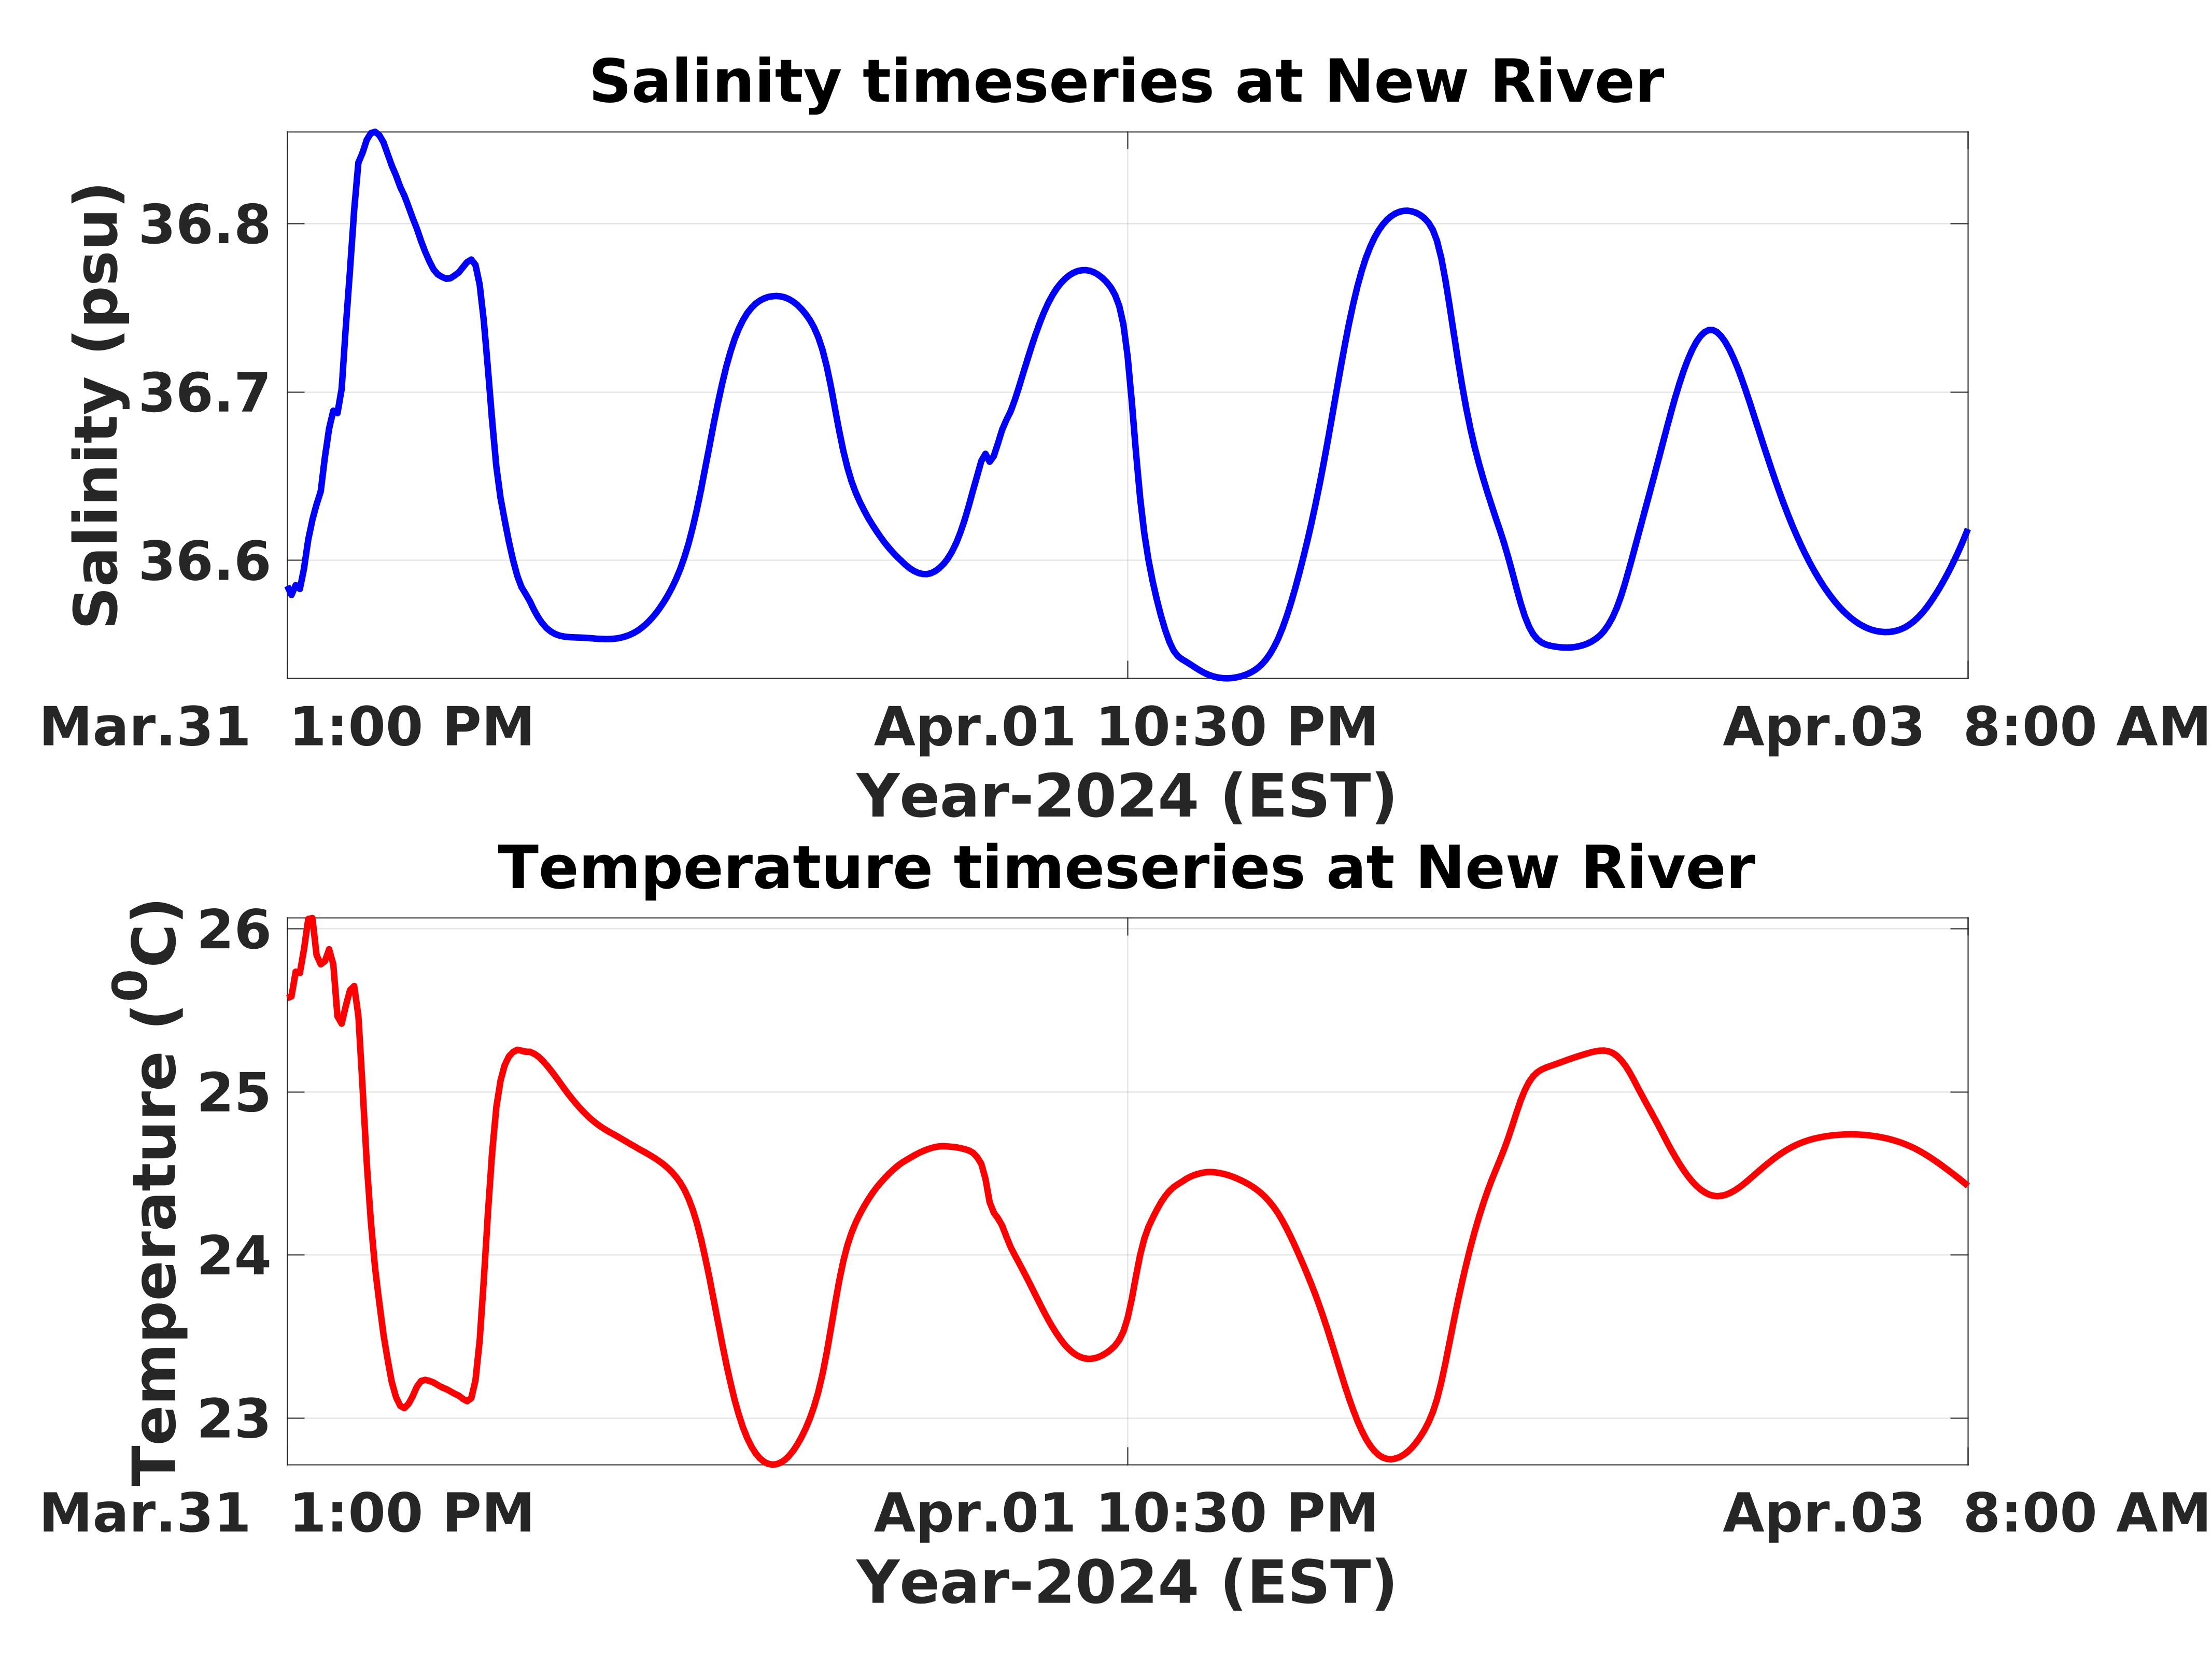 Salinity timeseries at New River
Salinity (psu)
36.8
36.7
36.6
Mar.31 1:00 PM Apr.01 10:30 PM Apr.03 8:00 AM
Year-2024 (EST)
Temperature timeseries at New River
Temperature (⁰C)
26
25
24
23
Mar.31 1:00 PM Apr.01 10:30 PM Apr.03 8:00 AM
Year-2024 (EST)